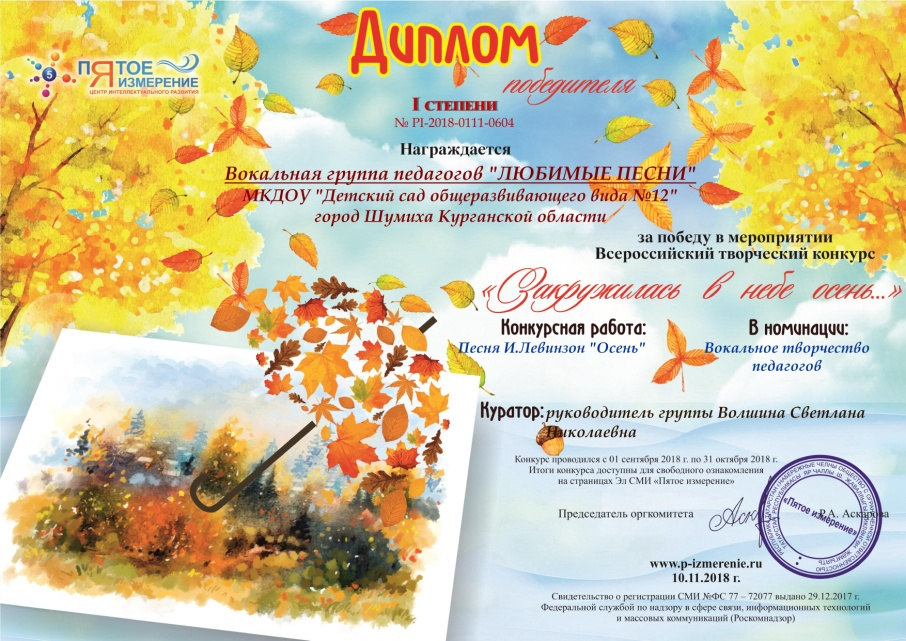 Диплом
5
ПЯТОЕ
ИЗМЕРЕНИЕ
ЦЕНТР ИНТЕЛЛЕКТУАЛЬНОГО РАЗВИТИЯ
победителя
I СТЕПЕНИ
№ PI-2018-0111-0604
Награждается
Вокальная группа педагогов "ЛЮБИМЫЕ ПЕСНИ"
МКДОУ "Детский сад общеразвивающего вида №12"
город Шумиха Курганской области
за победу в мероприятии
Всероссийский творческий конкурс
«Закружилась в небе осень...»
Конкурсная работа:
Песня И.Левинзон "Осень"
В номинации:
Вокальное творчество
педагогов
Куратор: руководитель группы Волшина Светлана
Николаевна
Конкурс проводился с 01 сентября 2018 г. по 31 октября 2018 г.
Итоги конкурса доступны для свободного ознакомления
на страницах Эл СМИ «Пятое измерение»
Председатель оргкомитета Р.А. Аскарова
«Пятое измерение»
www.p-izmerenie.ru
10.11.2018 г.
Свидетельство о регистрации СМИ №ФС 77 – 72077 выдано 29.12.2017 г.
Федеральной службой по надзору в сфере связи, информационных технологий
и массовых коммуникаций (Роскомнадзор)